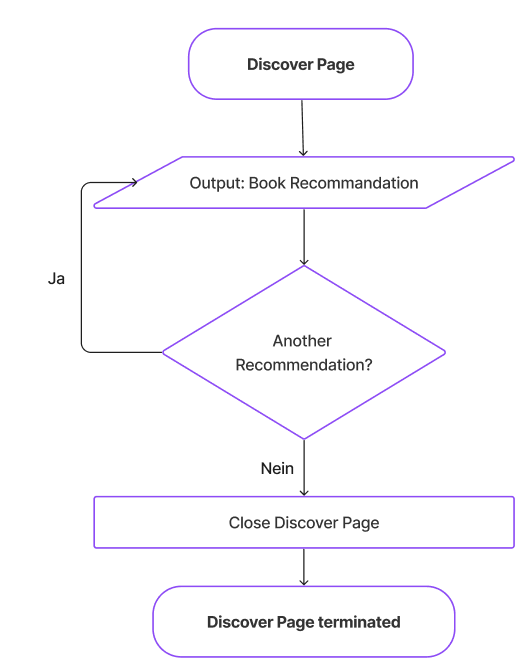 Discover Page
Output: Book Recommandation
Ja
Another
Recommendation?
Nein
Close Discover Page
Discover Page terminated